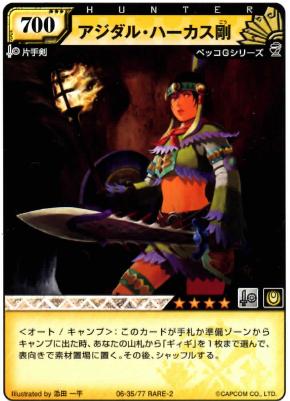 HUNTER
700
アジダル・ハーカス剛
ごう
片手剣
ペッコGシリーズ
<オート / キャンプ>:このカードが手札か準備ゾーンから
キャンプに出た時、あなたの山札から「ギィギ」を1枚まで選んで、
表向きで素材置場に置く。その後、シャッフルする。
Illustrated by 添田 一平
06-35/77 RARE-2
©CAPCOM CO., LTD.